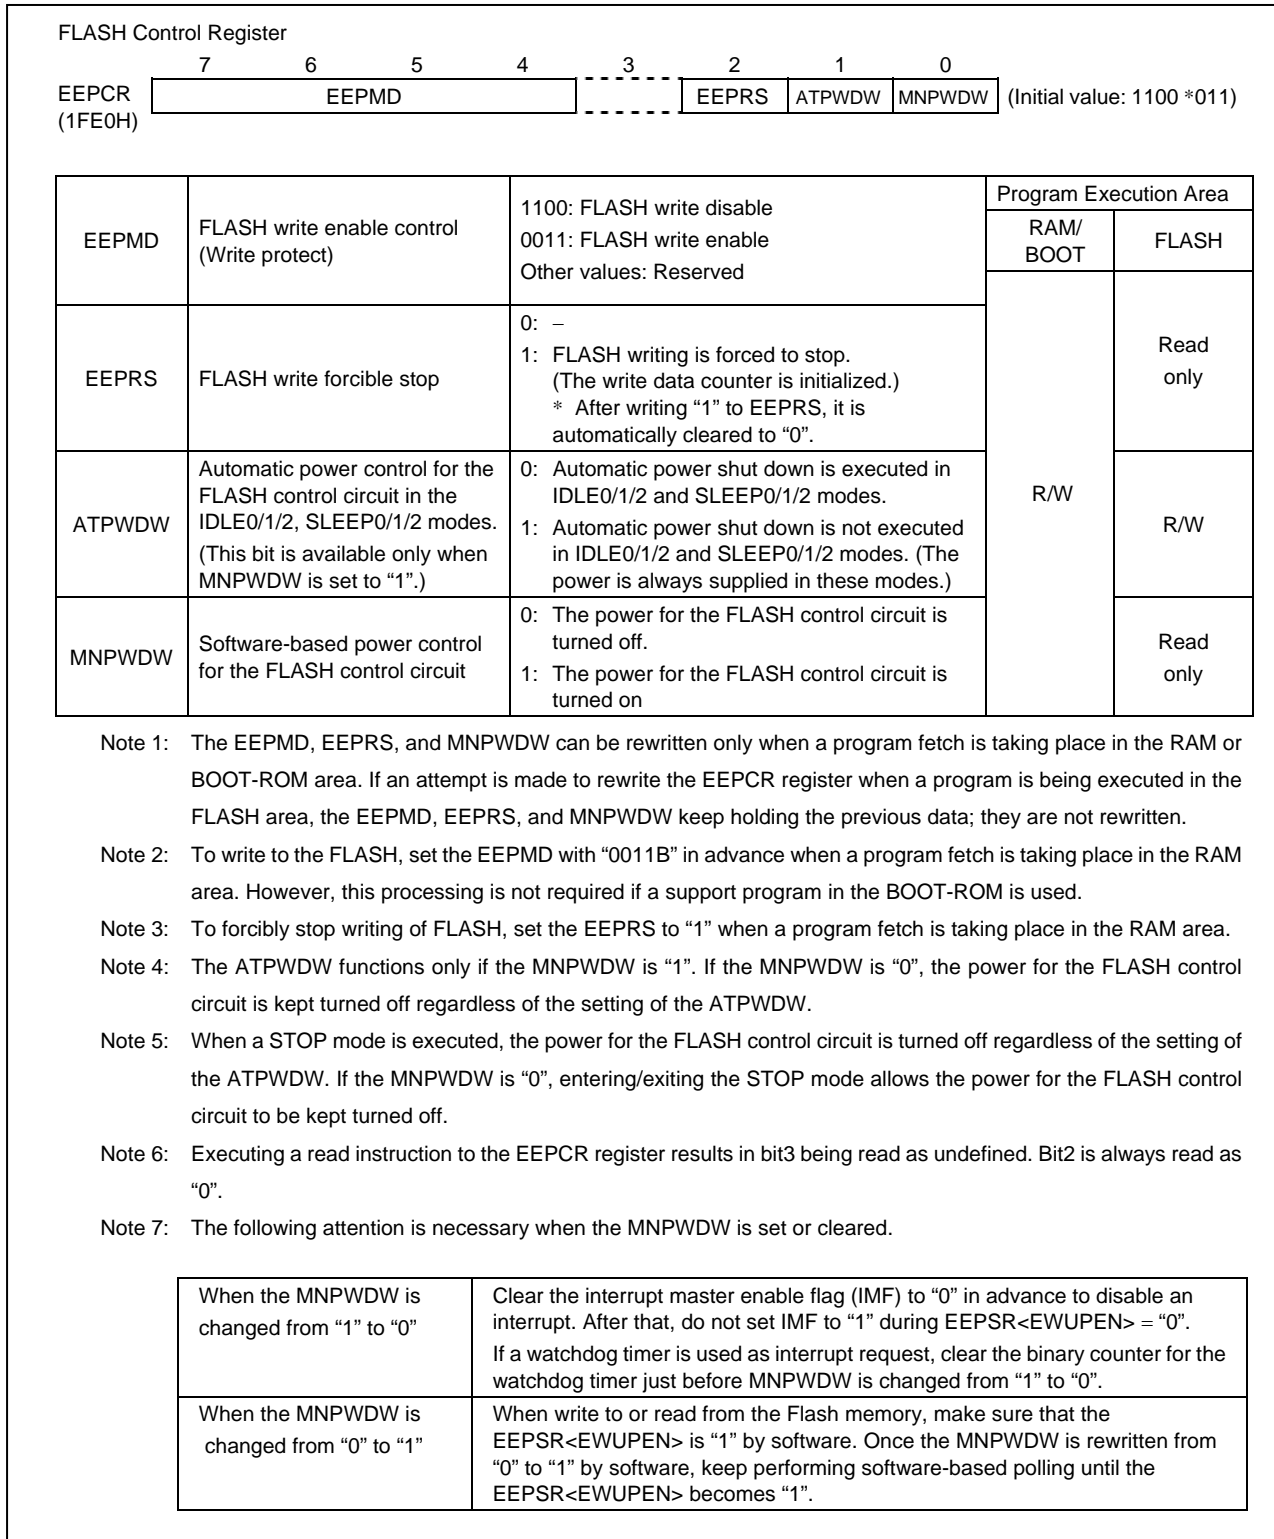 FLASH Control Register
7 6 5 4 3 2 1 0
EEPCR EEPMD EEPRS ATPWDW MNPWDW (Initial value: 1100 *011)
(1FE0H)
EEPMD
FLASH write enable control
(Write protect)
1100: FLASH write disable
0011: FLASH write enable
Other values: Reserved
Program Execution Area
RAM/
BOOT
FLASH
EEPRS
FLASH write forcible stop
0: −
1: FLASH writing is forced to stop.
(The write data counter is initialized.)
* After writing “1” to EEPRS, it is
automatically cleared to “0”.
R/W
Read
only
ATPWDW
Automatic power control for the
FLASH control circuit in the
IDLE0/1/2, SLEEP0/1/2 modes.
(This bit is available only when
MNPWDW is set to “1”.)
0: Automatic power shut down is executed in
IDLE0/1/2 and SLEEP0/1/2 modes.
1: Automatic power shut down is not executed
in IDLE0/1/2 and SLEEP0/1/2 modes. (The
power is always supplied in these modes.)
R/W
MNPWDW
Software-based power control
for the FLASH control circuit
0: The power for the FLASH control circuit is
turned off.
1: The power for the FLASH control circuit is
turned on
Read
only
Note 1: The EEPMD, EEPRS, and MNPWDW can be rewritten only when a program fetch is taking place in the RAM or
BOOT-ROM area. If an attempt is made to rewrite the EEPCR register when a program is being executed in the
FLASH area, the EEPMD, EEPRS, and MNPWDW keep holding the previous data; they are not rewritten.
Note 2: To write to the FLASH, set the EEPMD with “0011B” in advance when a program fetch is taking place in the RAM
area. However, this processing is not required if a support program in the BOOT-ROM is used.
Note 3: To forcibly stop writing of FLASH, set the EEPRS to “1” when a program fetch is taking place in the RAM area.
Note 4: The ATPWDW functions only if the MNPWDW is “1”. If the MNPWDW is “0”, the power for the FLASH control
circuit is kept turned off regardless of the setting of the ATPWDW.
Note 5: When a STOP mode is executed, the power for the FLASH control circuit is turned off regardless of the setting of
the ATPWDW. If the MNPWDW is “0”, entering/exiting the STOP mode allows the power for the FLASH control
circuit to be kept turned off.
Note 6: Executing a read instruction to the EEPCR register results in bit3 being read as undefined. Bit2 is always read as
“0”.
Note 7: The following attention is necessary when the MNPWDW is set or cleared.
When the MNPWDW is
changed from “1” to “0”
Clear the interrupt master enable flag (IMF) to “0” in advance to disable an
interrupt. After that, do not set IMF to “1” during EEPSR<EWUPEN> = “0”.
If a watchdog timer is used as interrupt request, clear the binary counter for the
watchdog timer just before MNPWDW is changed from “1” to “0”.
When the MNPWDW is
changed from “0” to “1”
When write to or read from the Flash memory, make sure that the
EEPSR<EWUPEN> is “1” by software. Once the MNPWDW is rewritten from
“0” to “1” by software, keep performing software-based polling until the
EEPSR<EWUPEN> becomes “1”.